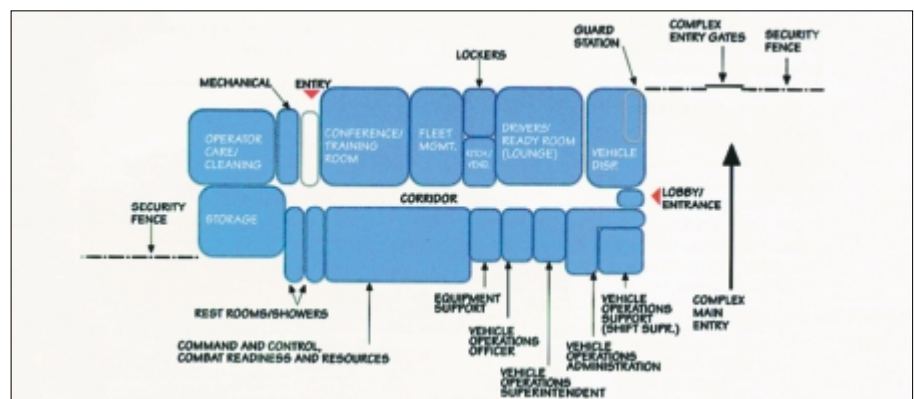 COMPLEX
ENTRY GATES
GUARD
STATION
SECURITY
FENCE
LOCKERS
MECHANICAL
ENTRY
OPERATOR
CARE/
CLEANING
CONFERENCE/
TRAINING
ROOM
FLEET
MGMT.
DRIVERS'
READY ROOM
(LOUNGE)
VEHICLE
DISP.
CORRIDOR
LOBBY/
ENTRANCE
SECURITY
FENCE
STORAGE
REST ROOMS/SHOWERS
EQUIPMENT
SUPPORT
VEHICLE
OPERATIONS
SUPPORT
(SHIFT SUPR.)
COMPLEX
MAIN
ENTRY
VEHICLE
OPERATIONS
OFFICER
COMMAND AND CONTROL,
COMBAT READINESS AND RESOURCES
VEHICLE
OPERATIONS
ADMINISTRATION
VEHICLE
OPERATIONS
SUPERINTENDENT